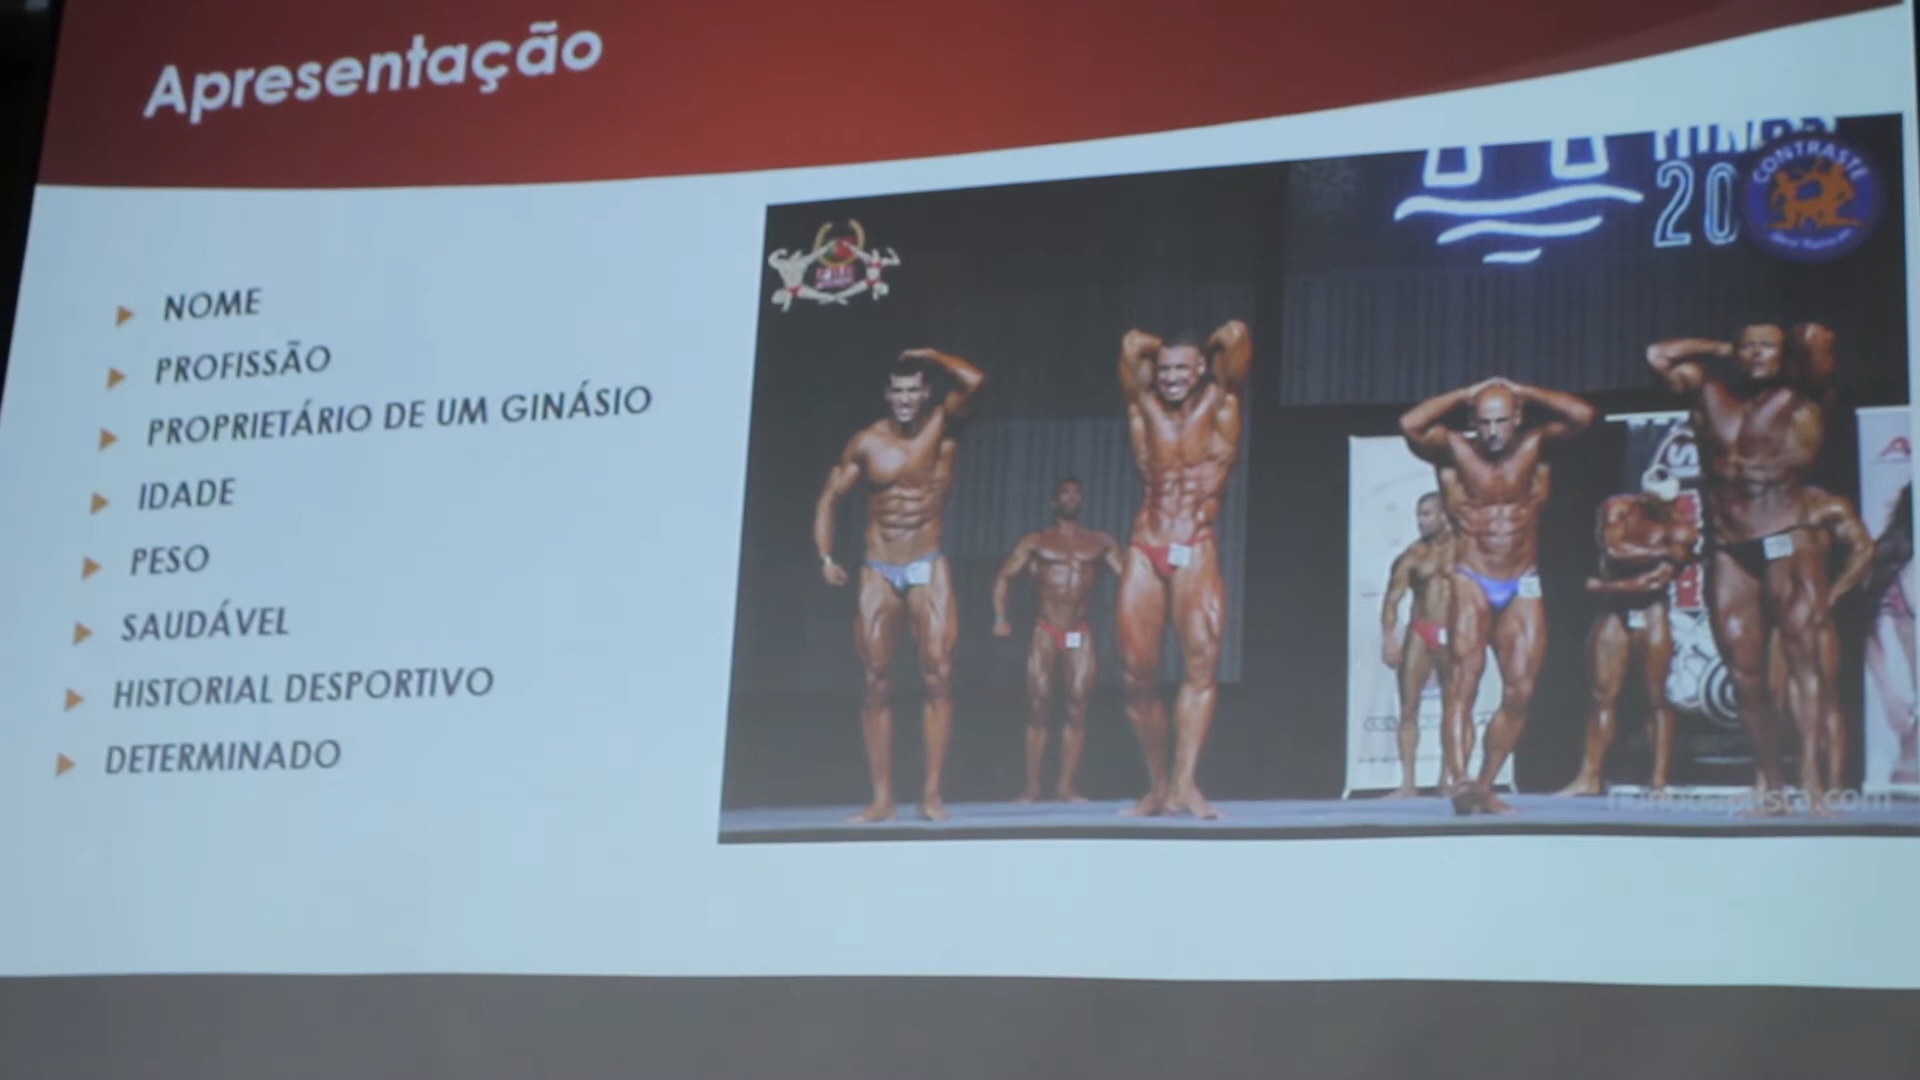 Apresentação
NOME
PROFISSÃO
PROPRIETÁRIO DE UM GINÁSIO
IDADE
PESO
SAUDÁVEL
HISTORIAL DESPORTIVO
DETERMINADO
20
CONTRASTE